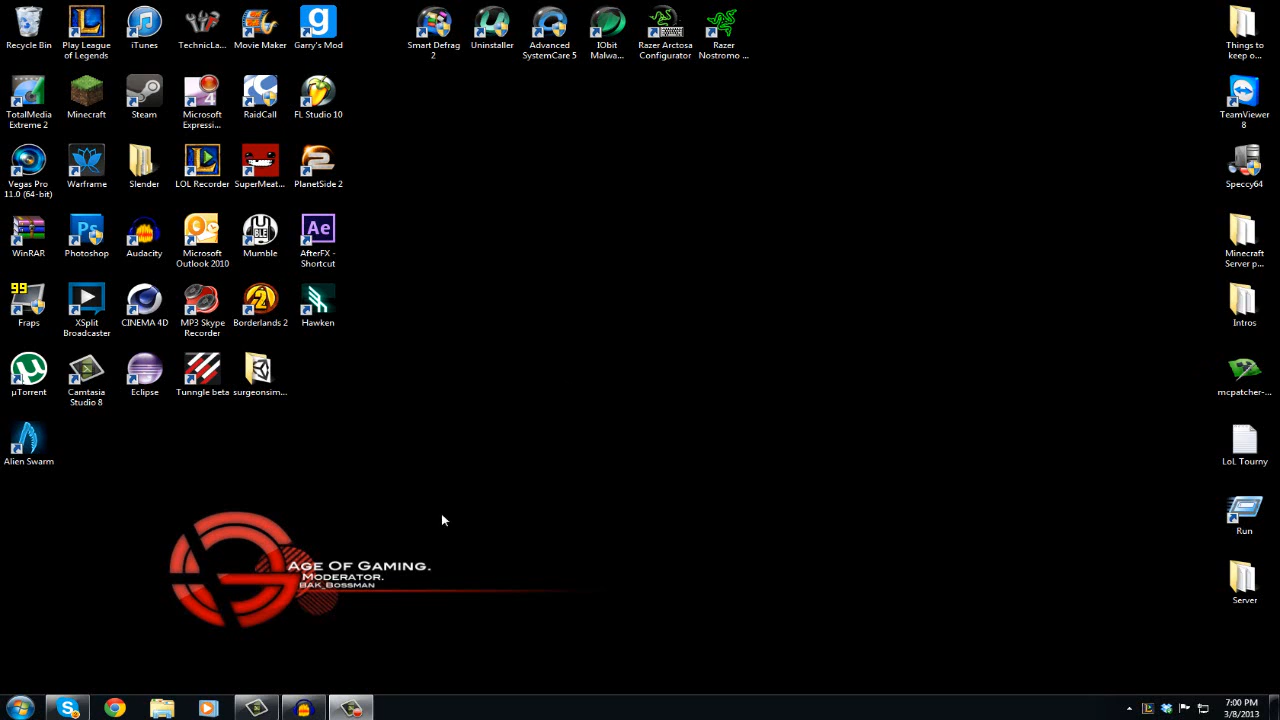 Recycle Bin
Play League
of Legends
iTunes
TechnicLa...
Movie Maker
Garry's Mod
Smart Defrag
2
Uninstaller
Advanced
SystemCare 5
IObit
Malwa...
Razer Arctosa
Configurator
Razer
Nostromo ...
Things to
keep o...
TotalMedia
Extreme 2
Minecraft
Steam
Microsoft
Expressi...
RaidCall
FL Studio 10
TeamViewer
8
Vegas Pro
11.0 (64-bit)
Warframe
Slender
LOL Recorder
SuperMeat...
PlanetSide 2
Speccy64
WinRAR
Photoshop
Audacity
Microsoft
Outlook 2010
Mumble
AfterFX -
Shortcut
Minecraft
Server p...
99
Fraps
XSplit
Broadcaster
CINEMA 4D
MP3 Skype
Recorder
Borderlands 2
Hawken
Intros
µTorrent
Camtasia
Studio 8
Eclipse
Tunngle beta
surgeonsim...
mcpatcher-...
Alien Swarm
LoL Tourny
Run
Age Of Gaming.
Moderator.
BAK_Bossman
Server
7:00 PM
3/8/2013